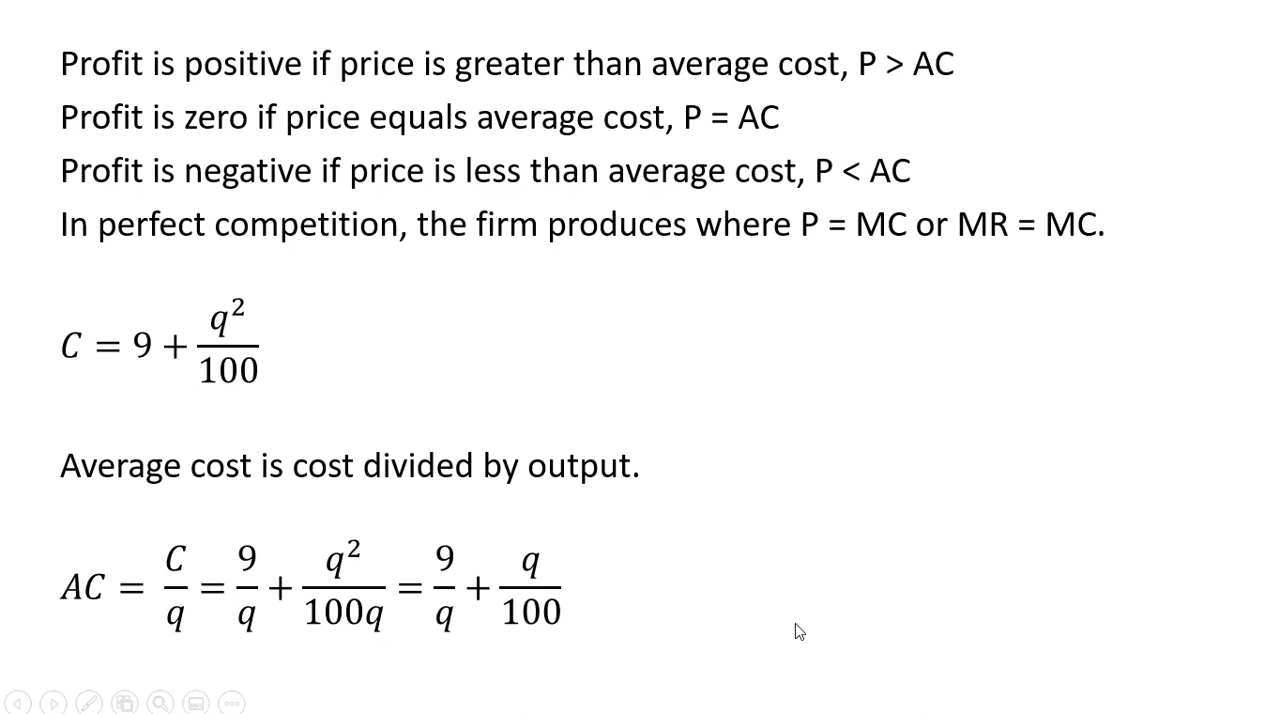 Profit is positive if price is greater than average cost, P > AC
Profit is zero if price equals average cost, P = AC
Profit is negative if price is less than average cost, P < AC
In perfect competition, the firm produces where P = MC or MR = MC.
C = 9 + q²/100
Average cost is cost divided by output.
AC = C/q = 9/q + q²/100q = 9/q + q/100